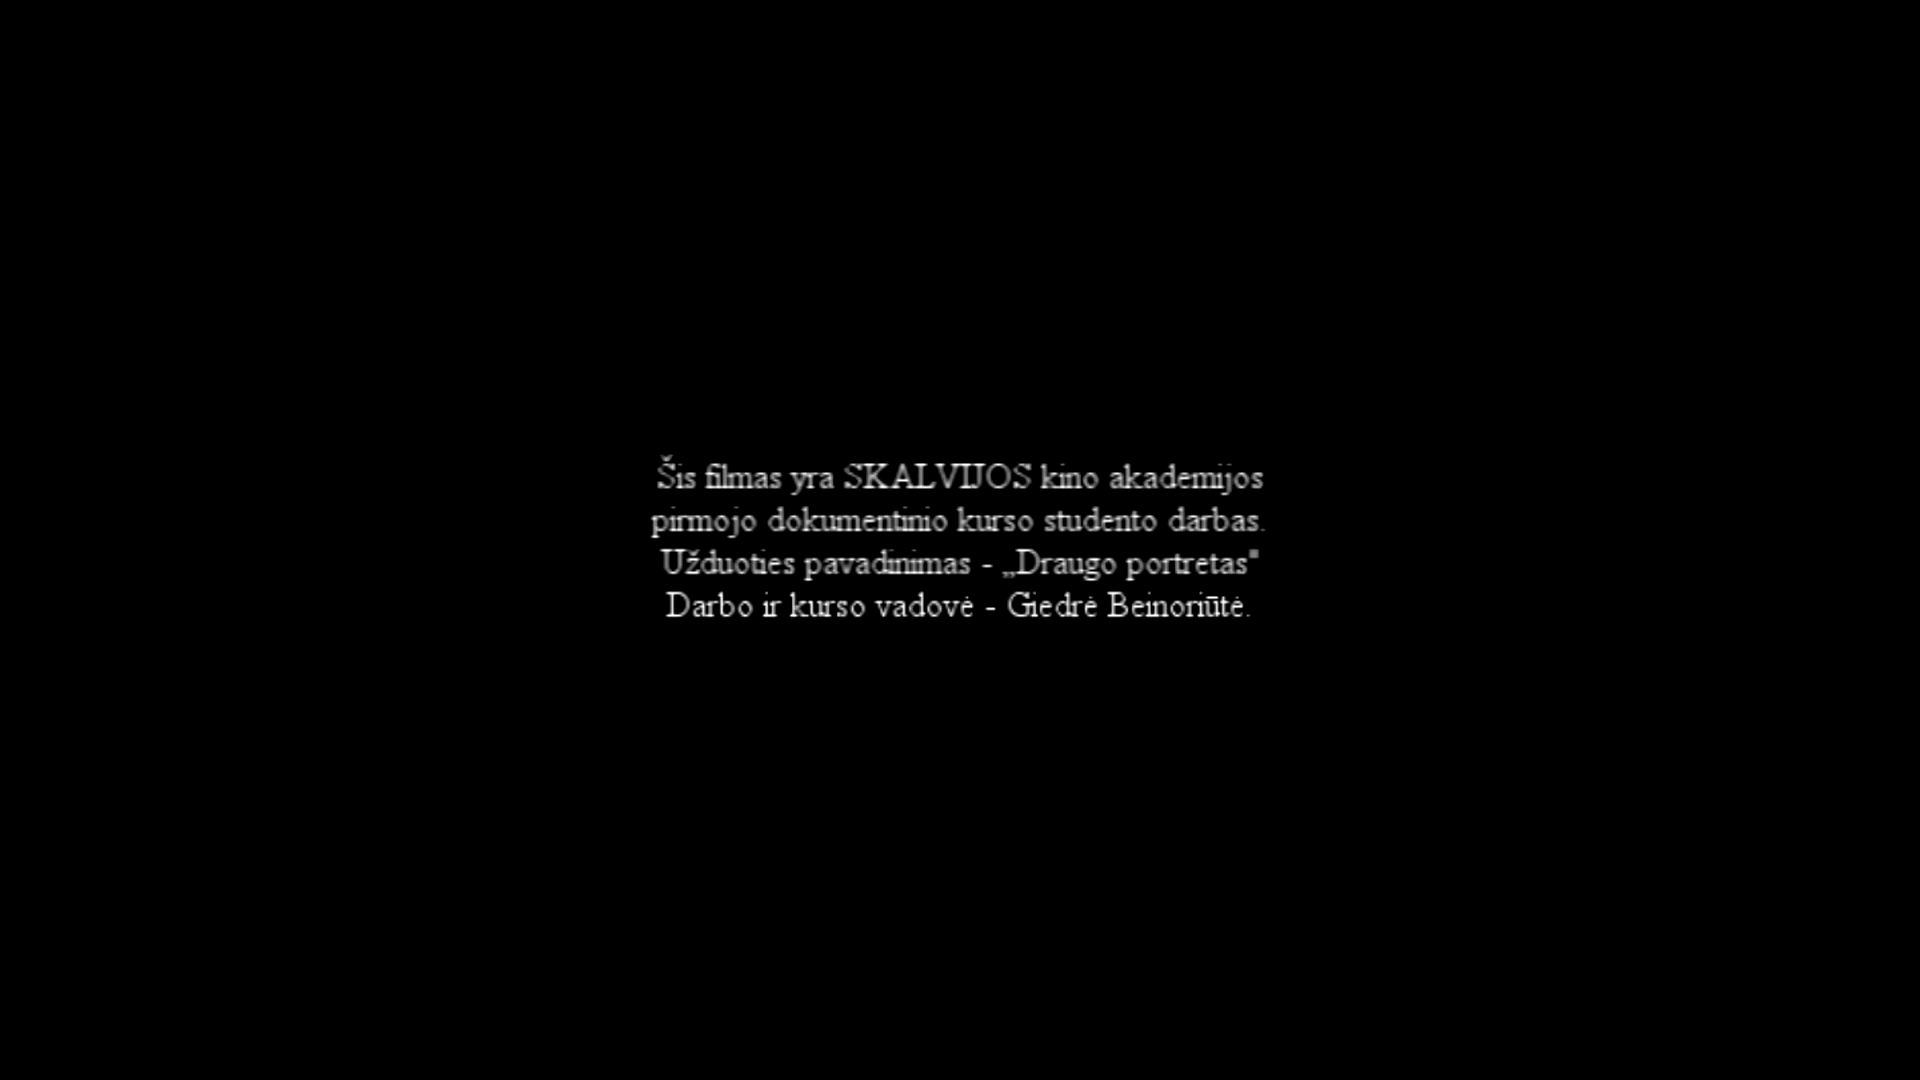 Šis filmas yra SKALVIJOS kino akademijos
pirmojo dokumentinio kurso studento darbas.
Užduoties pavadinimas - „Draugo portretas"
Darbo ir kurso vadovė - Giedrė Beinoriūtė.